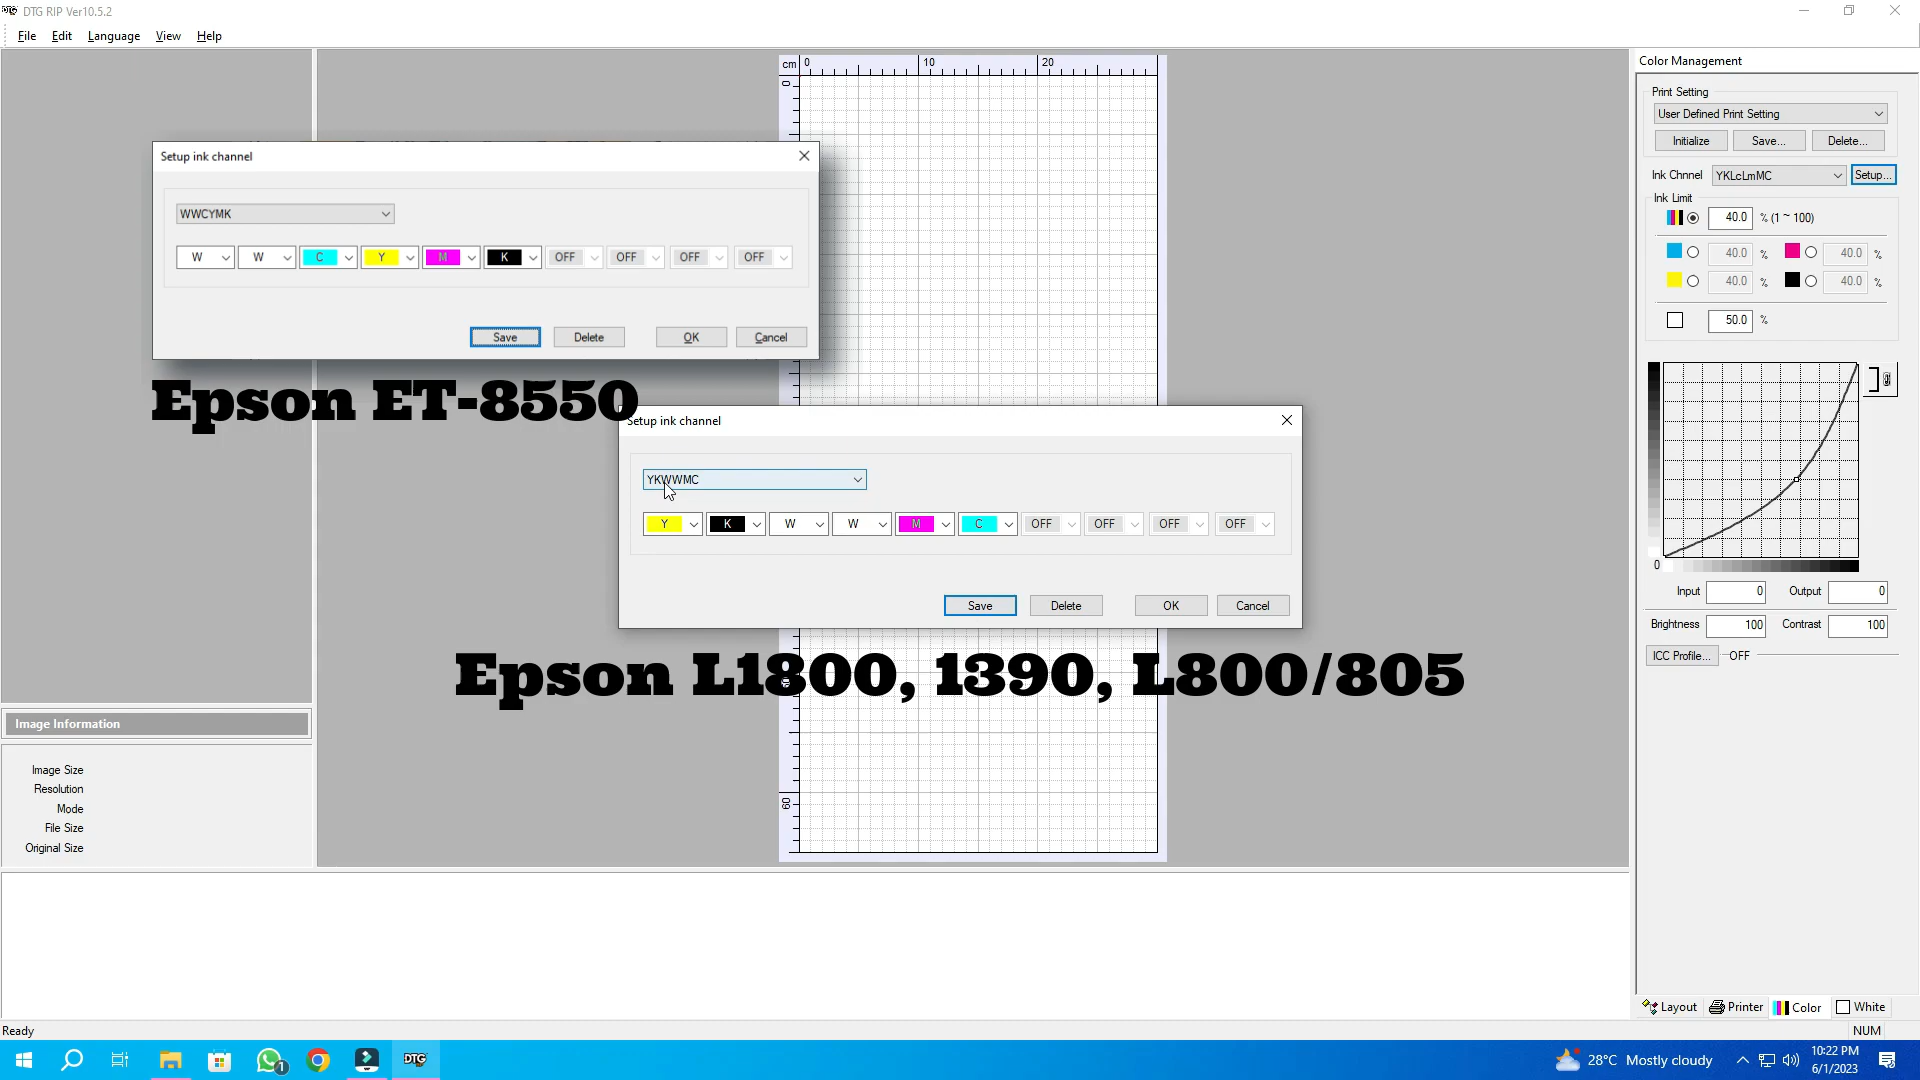 DTG RIP Ver10.5.2
File Edit Language View Help
cm 0 10 20
0
60
Setup ink channel
WWCYMK
W W C Y M K OFF OFF OFF OFF
Save Delete OK Cancel
Epson ET-8550
Setup ink channel
YKWWMC
Y K W W M C OFF OFF OFF OFF
Save Delete OK Cancel
Epson L1800, 1390, L800/805
Color Management
Print Setting
User Defined Print Setting
Initialize Save... Delete...
Ink Chnnel YKLcLmMC Setup...
Ink Limit
40.0 % (1 ~ 100)
40.0 % 40.0 %
40.0 % 40.0 %
50.0 %
0
Input 0 Output 0
Brightness 100 Contrast 100
ICC Profile... OFF
Image Information
Image Size
Resolution
Mode
File Size
Original Size
Layout Printer Color White
Ready
NUM
1 DTG 28°C Mostly cloudy 10:22 PM
6/1/2023